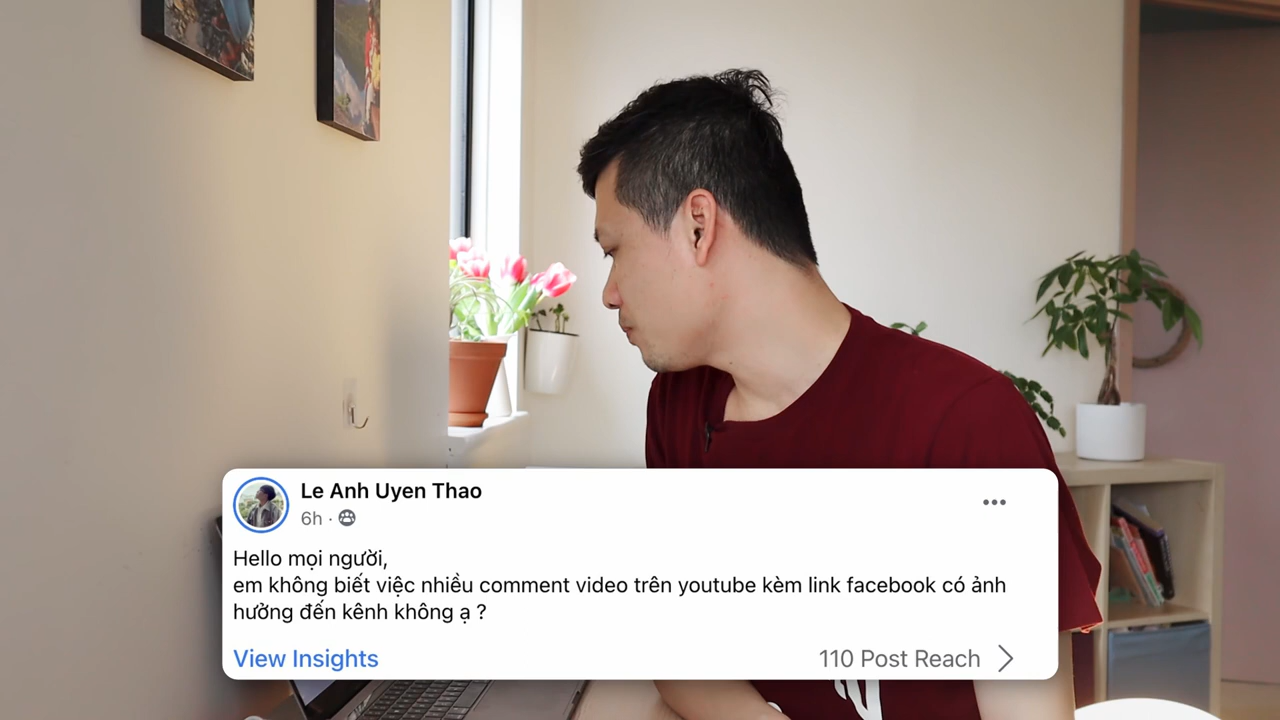 Le Anh Uyen Thao
6h ·
Hello mọi người,
em không biết việc nhiều comment video trên youtube kèm link facebook có ảnh
hưởng đến kênh không ạ ?
View Insights
110 Post Reach